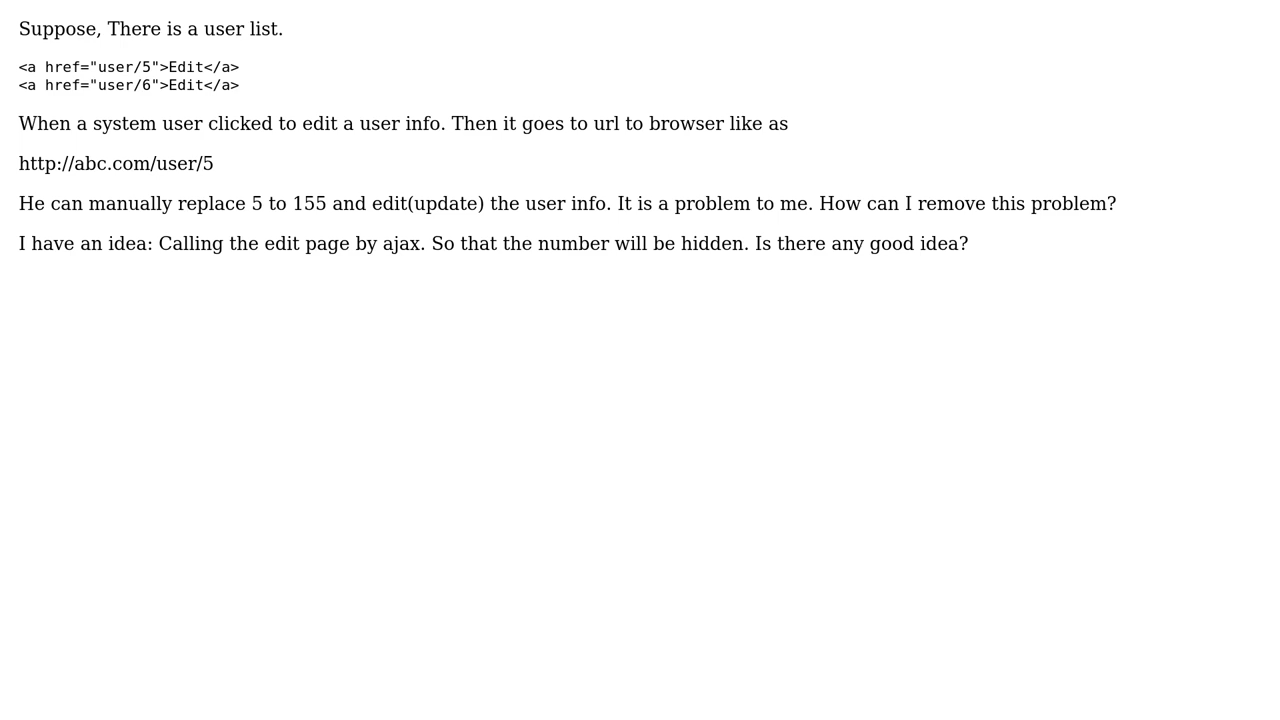 Suppose, There is a user list.
<a href="user/5">Edit</a>
<a href="user/6">Edit</a>
When a system user clicked to edit a user info. Then it goes to url to browser like as
http://abc.com/user/5
He can manually replace 5 to 155 and edit(update) the user info. It is a problem to me. How can I remove this problem?
I have an idea: Calling the edit page by ajax. So that the number will be hidden. Is there any good idea?